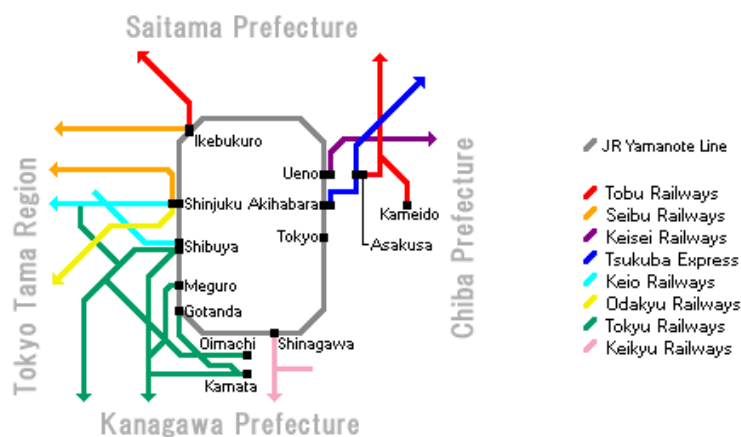 Saitama Prefecture
Ikebukuro
JR Yamanote Line
Ueno
Tobu Railways
Shinjuku Akihabara
Kameido
Seibu Railways
Tokyo
Asakusa
Keisei Railways
Shibuya
Tsukuba Express
Meguro
Keio Railways
Gotanda
Odakyu Railways
Oimachi
Shinagawa
Tokyu Railways
Kamata
Keikyu Railways
Tokyo Tama Region
Chiba Prefecture
Kanagawa Prefecture